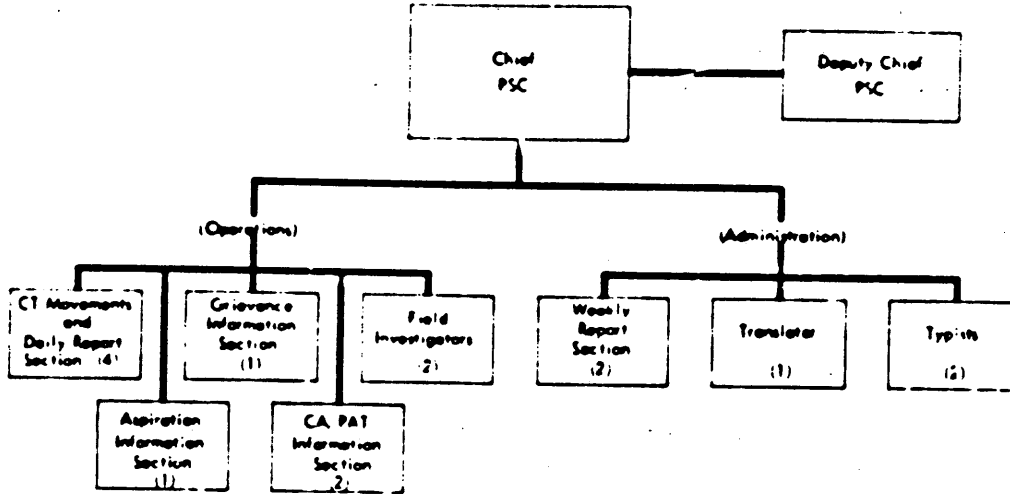 Chief
PSC
Deputy Chief
PSC
(Operations)
(Administration)
CT Movements
and
Daily Report
Section (4)
Grievance
Information
Section
(1)
Field
Investigators
(2)
Weekly
Report
Section
(2)
Translator
(1)
Typists
Aspiration
Information
Section
(1)
CA PAT
Information
Section
(2)